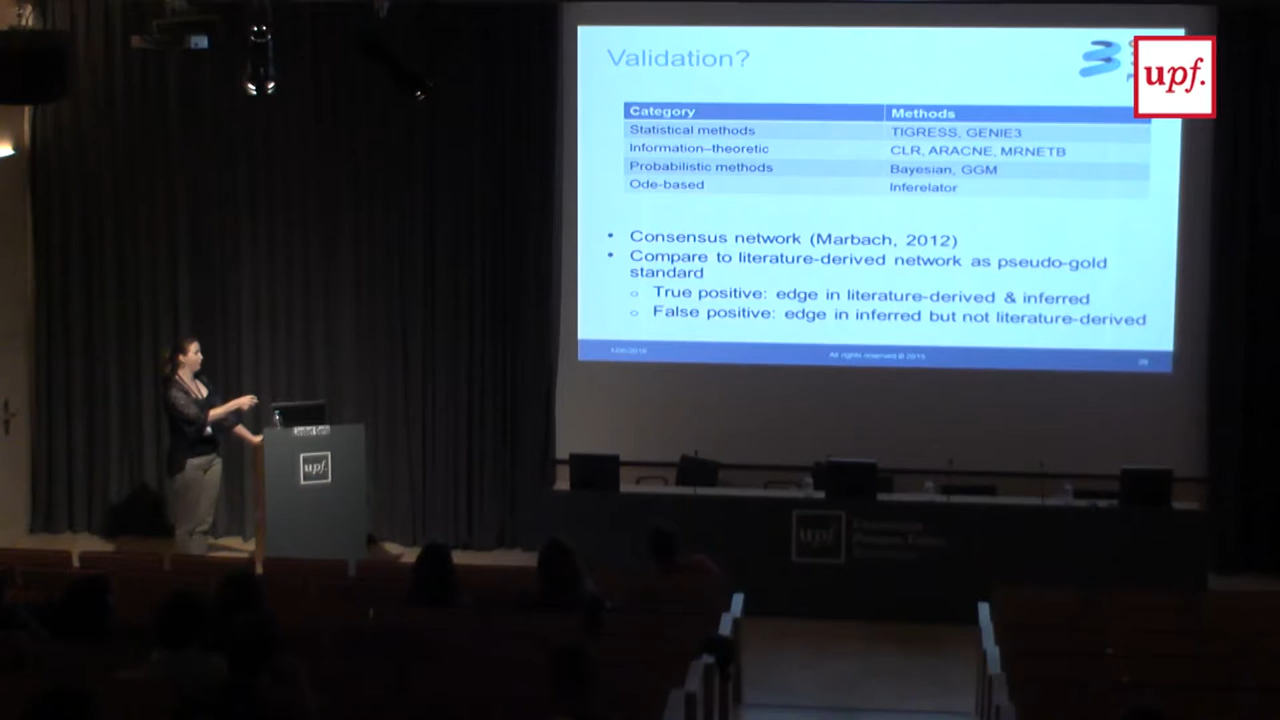 Validation?
upf.
Category Methods
Statistical methods TIGRESS, GENIE3
Information–theoretic CLR, ARACNE, MRNETB
Probabilistic methods Bayesian, GGM
Ode-based Inferelator
• Consensus network (Marbach, 2012)
• Compare to literature-derived network as pseudo-gold
standard
o True positive: edge in literature-derived & inferred
o False positive: edge in inferred but not literature-derived
All rights reserved © 2015
upf.
upf.